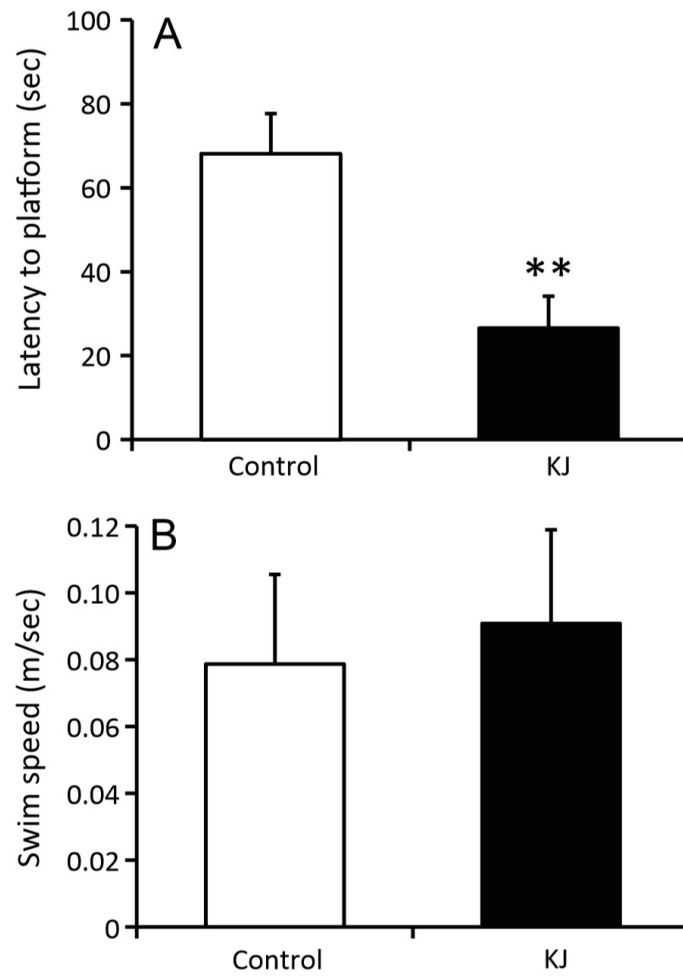 A
Latency to platform (sec)
100
80
60
40
20
0
**
Control
KJ
B
Swim speed (m/sec)
0.12
0.10
0.08
0.06
0.04
0.02
0
Control
KJ